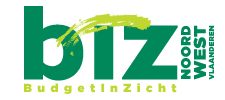 biz
BudgetInZicht
NOORD
WEST
VLAANDEREN